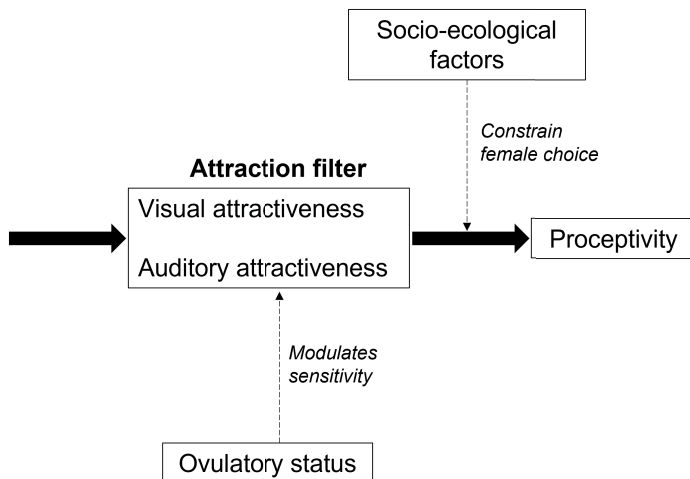 Socio-ecological
factors
Constrain
female choice
Attraction filter
Visual attractiveness
Auditory attractiveness
Proceptivity
Modulates
sensitivity
Ovulatory status